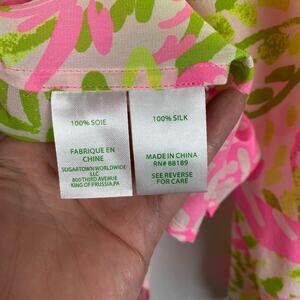 100% SOIE
FABRIQUE EN
CHINE
SUGARTOWN WORLDWIDE
LLC
800 THIRD AVENUE
KING OF PRUSSIA,PA
100% SILK
MADE IN CHINA
RN# 88189
SEE REVERSE
FOR CARE